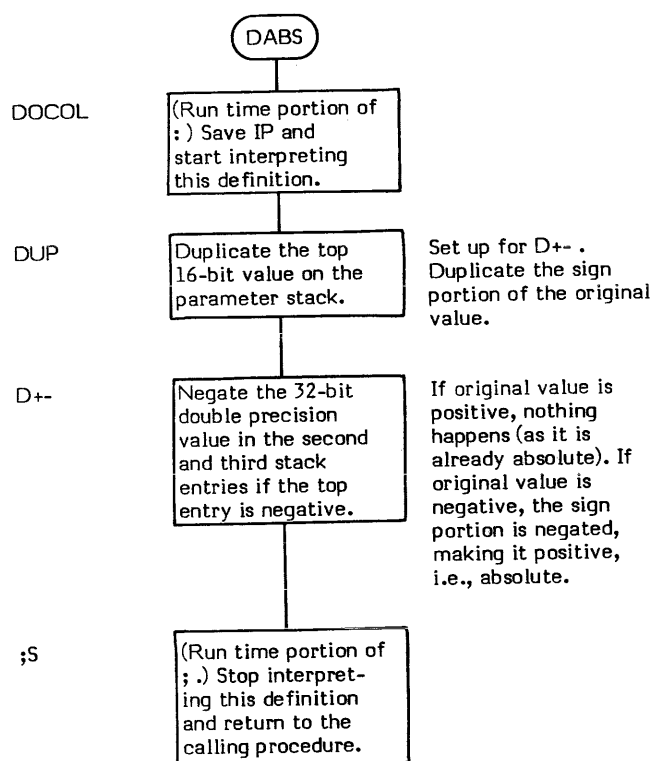 DABS
DOCOL
(Run time portion of
: ) Save IP and
start interpreting
this definition.
DUP
Duplicate the top
16-bit value on the
parameter stack.
Set up for D+- .
Duplicate the sign
portion of the original
value.
D+-
Negate the 32-bit
double precision
value in the second
and third stack
entries if the top
entry is negative.
If original value is
positive, nothing
happens (as it is
already absolute). If
original value is
negative, the sign
portion is negated,
making it positive,
i.e., absolute.
;S
(Run time portion of
; .) Stop interpret-
ing this definition
and return to the
calling procedure.